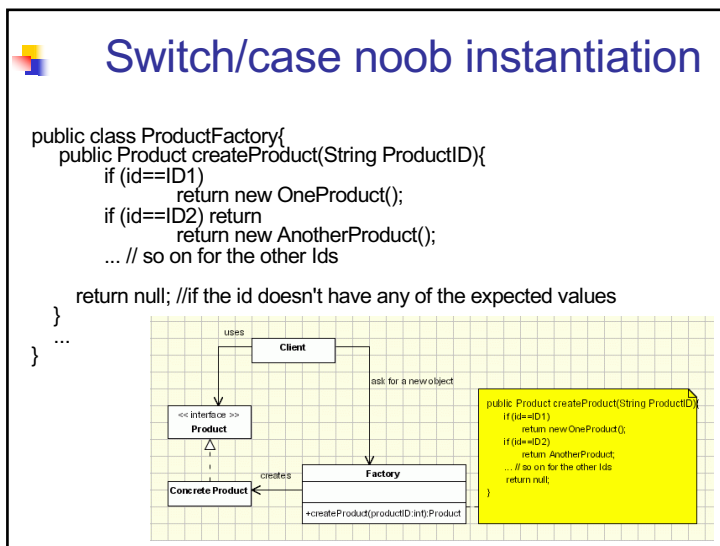 Switch/case noob instantiation
public class ProductFactory{
public Product createProduct(String ProductID){
if (id==ID1)
return new OneProduct();
if (id==ID2) return
return new AnotherProduct();
... // so on for the other Ids
return null; //if the id doesn't have any of the expected values
}
...
}
uses
Client
ask for a new object
<< interface >>
Product
creates
Concrete Product
Factory
+createProduct(productID:int):Product
public Product createProduct(String ProductID){
if (id==ID1)
return new OneProduct();
if (id==ID2)
return AnotherProduct;
... // so on for the other Ids
return null;
}